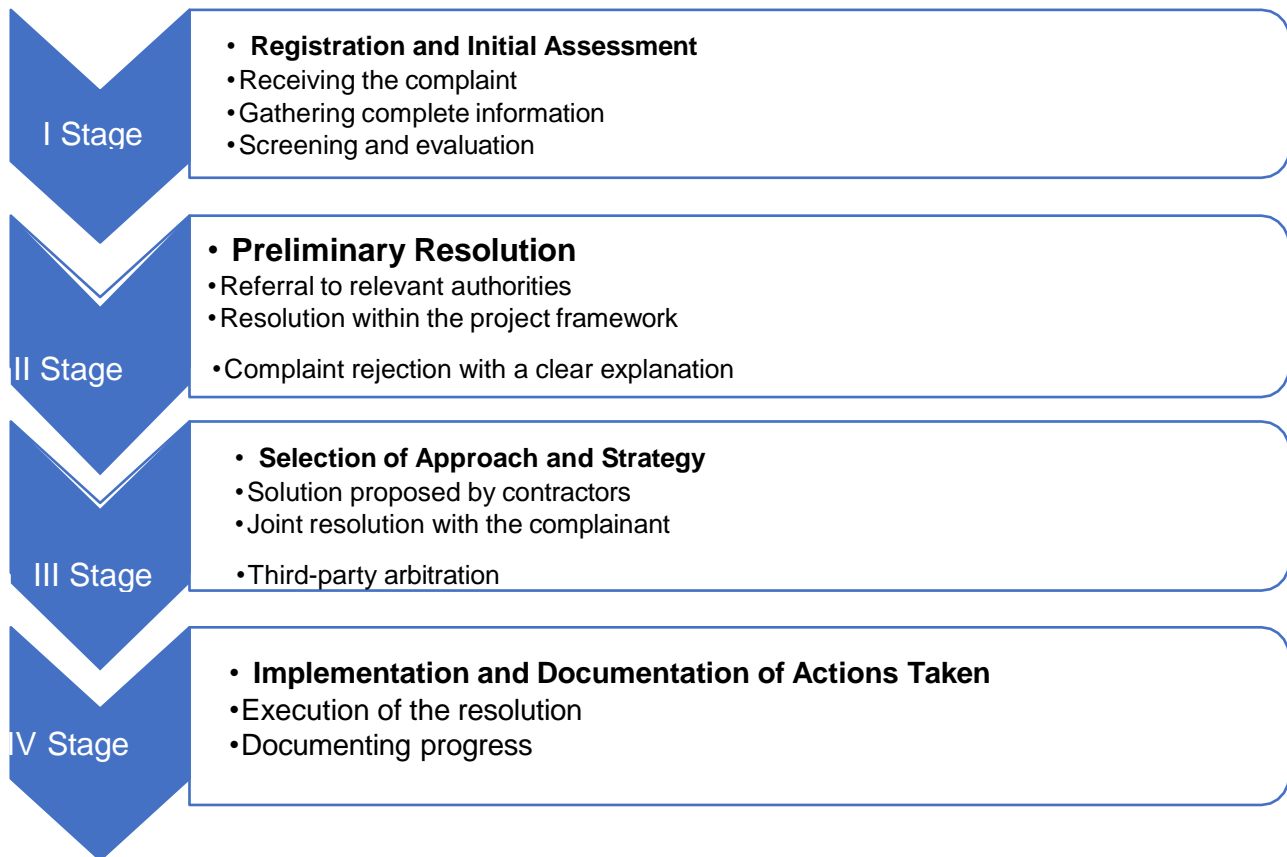 I Stage
• Registration and Initial Assessment
• Receiving the complaint
• Gathering complete information
• Screening and evaluation
II Stage
• Preliminary Resolution
• Referral to relevant authorities
• Resolution within the project framework
• Complaint rejection with a clear explanation
III Stage
• Selection of Approach and Strategy
• Solution proposed by contractors
• Joint resolution with the complainant
• Third-party arbitration
IV Stage
• Implementation and Documentation of Actions Taken
• Execution of the resolution
• Documenting progress